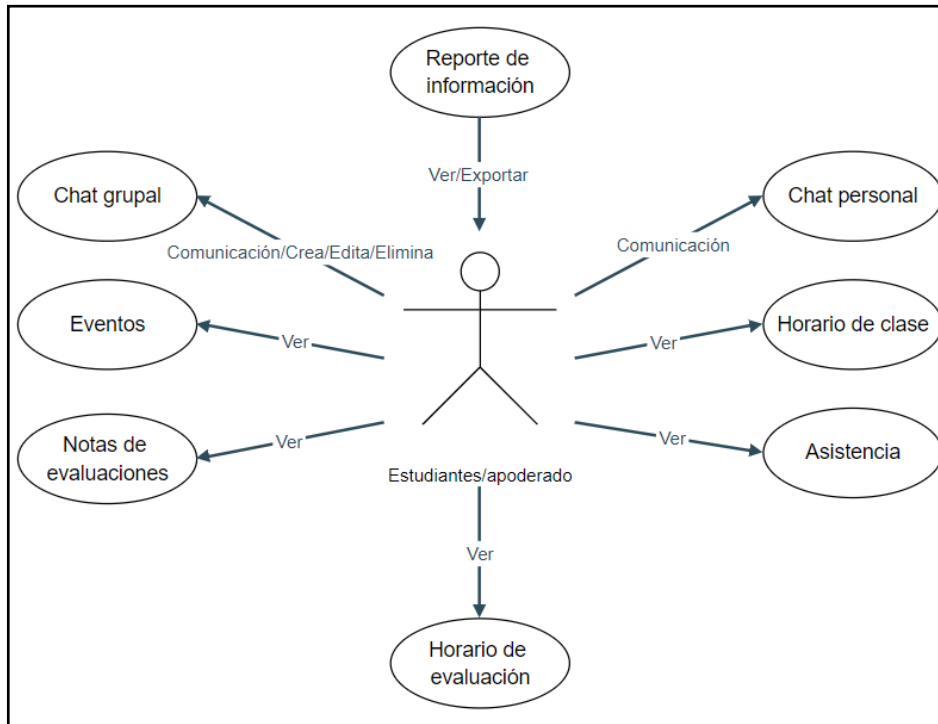 Reporte de
información
Ver/Exportar
Chat grupal
Chat personal
Comunicación/Crea/Edita/Elimina
Comunicación
Eventos
Ver
Ver
Horario de clase
Notas de
evaluaciones
Ver
Ver
Asistencia
Estudiantes/apoderado
Ver
Horario de
evaluación